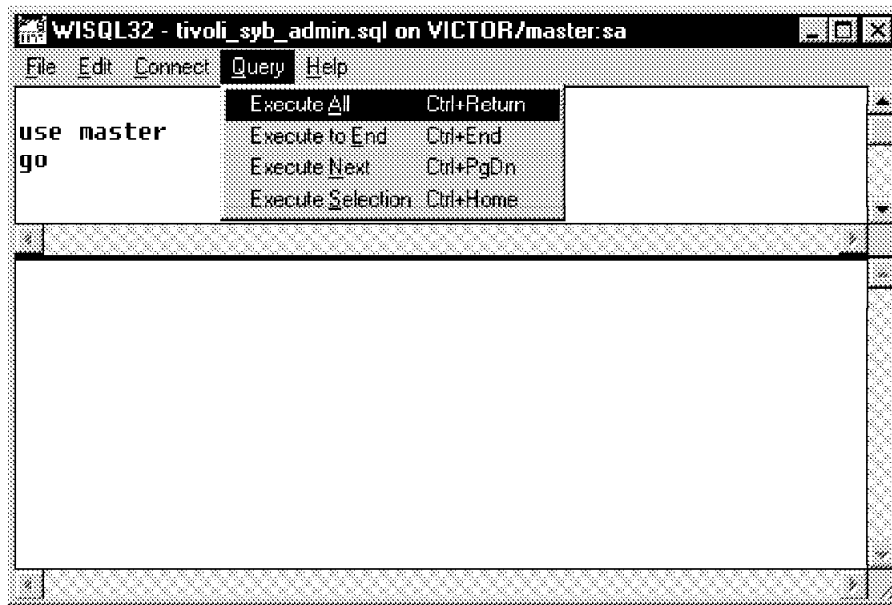 WISQL32 - tivoli_syb_admin.sql on VICTOR/master:sa
File Edit Connect Query Help
Execute All Ctrl+Return
Execute to End Ctrl+End
Execute Next Ctrl+PgDn
Execute Selection Ctrl+Home
use master
go